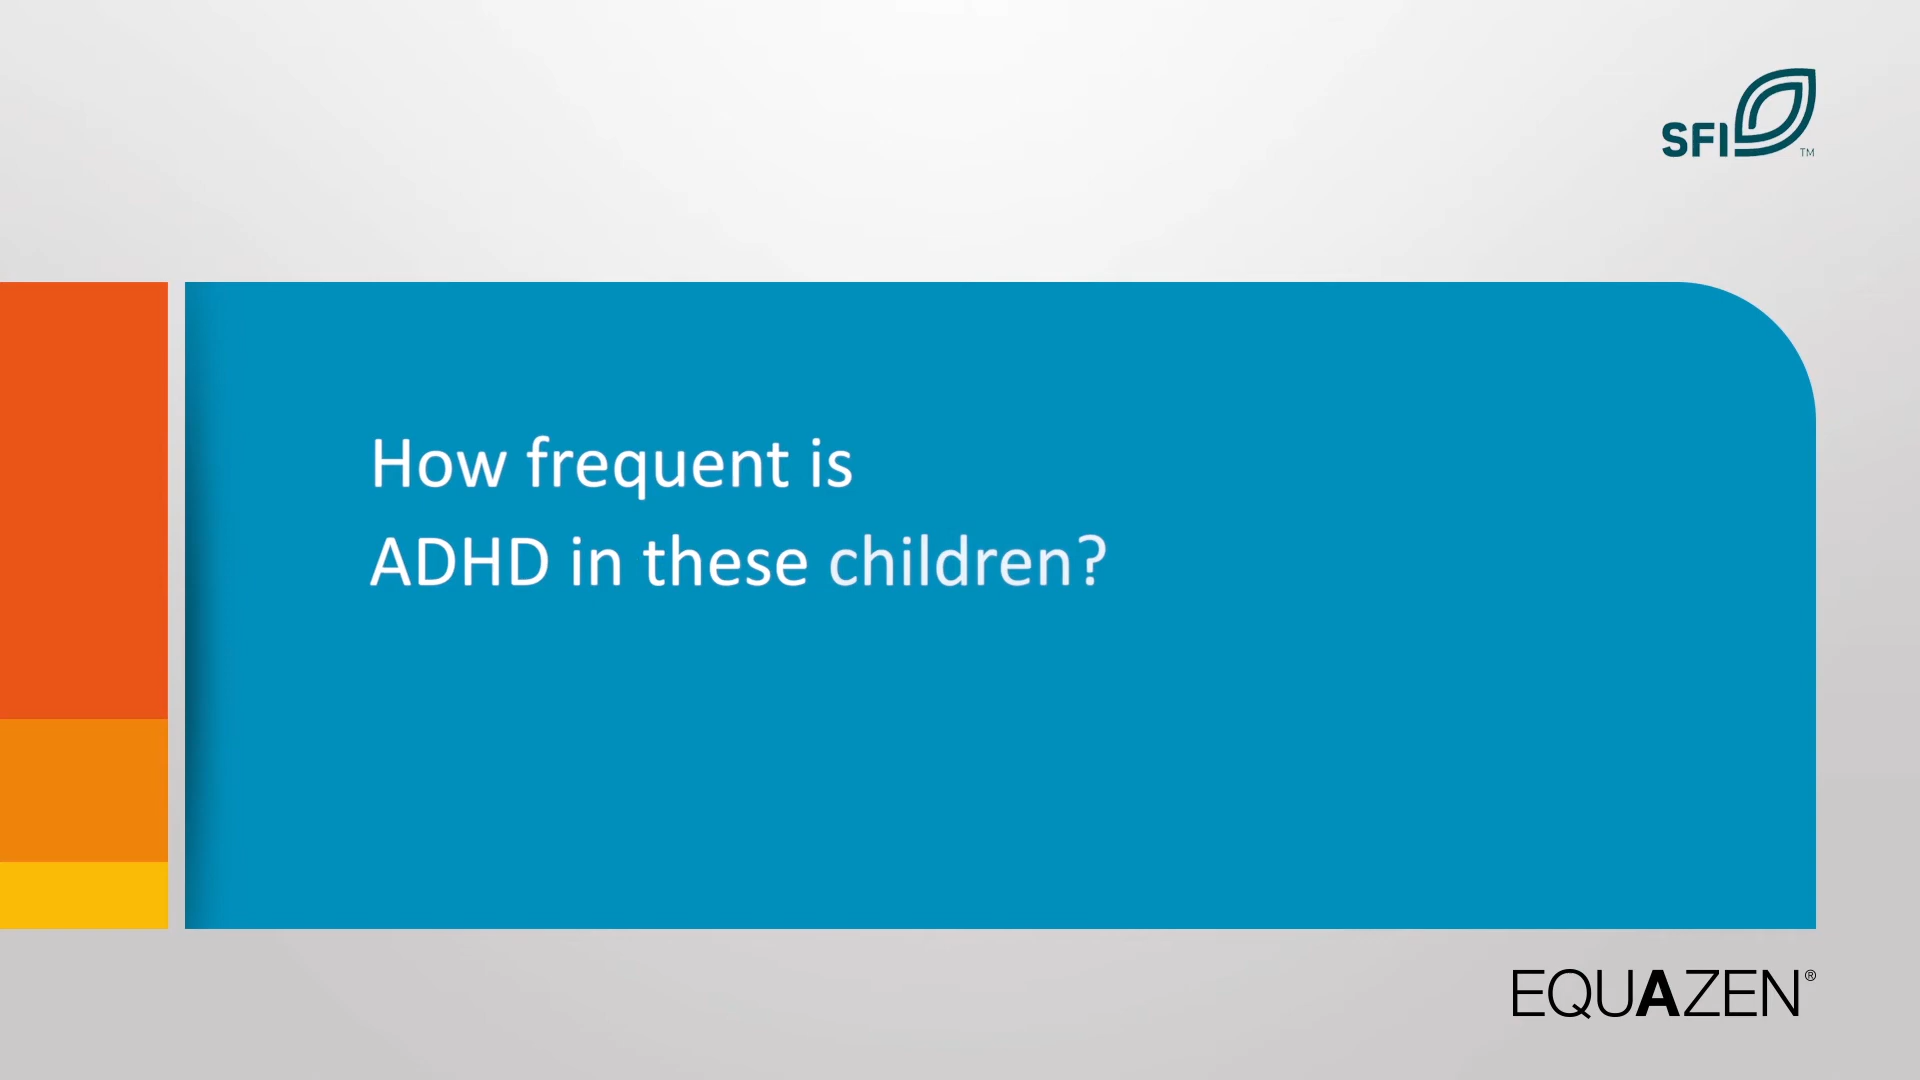 SFI
TM
How frequent is
ADHD in these children?
EQUAZEN®